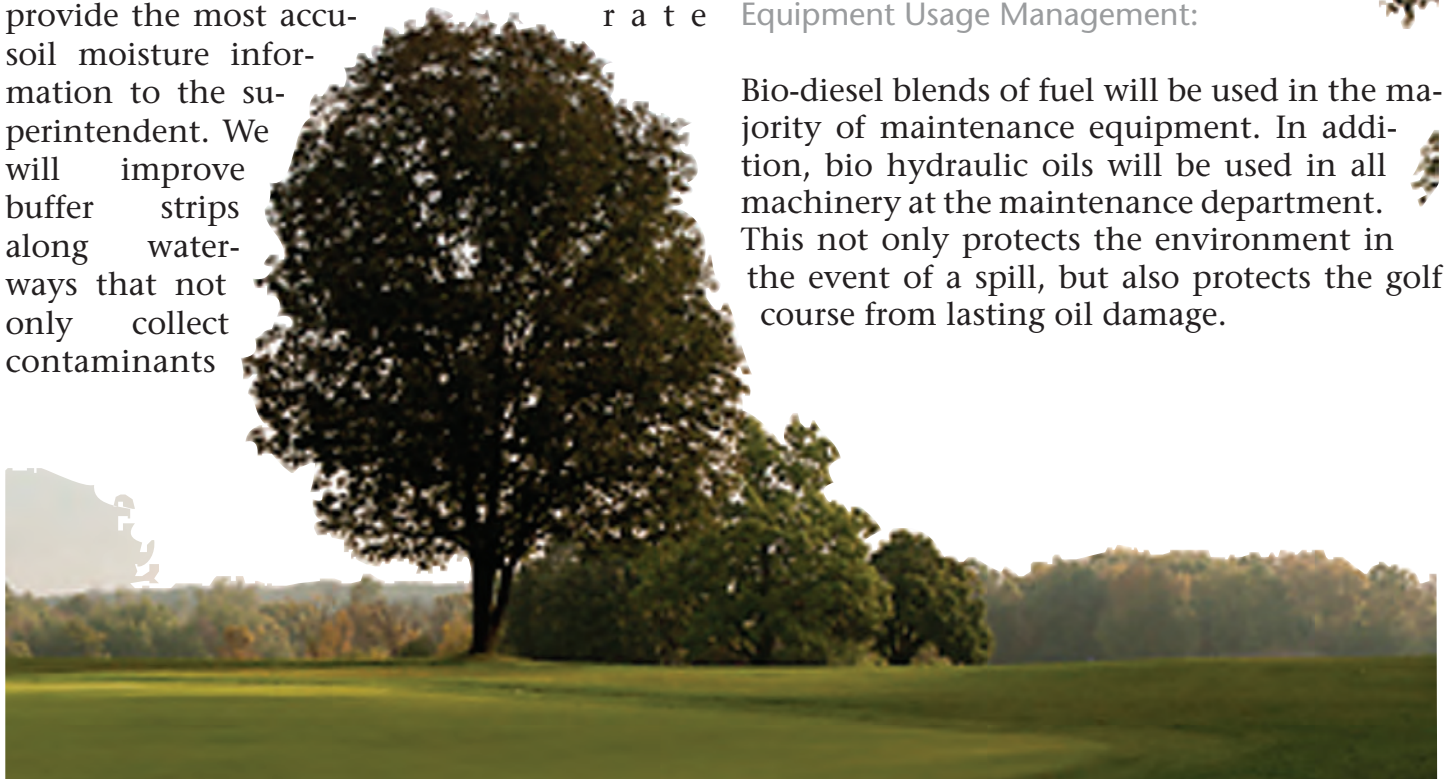 provide the most accu-rate
soil moisture infor-
mation to the su-
perintendent. We
will improve
buffer strips
along water-
ways that not
only collect
contaminants
Equipment Usage Management:
Bio-diesel blends of fuel will be used in the ma-
jority of maintenance equipment. In addi-
tion, bio hydraulic oils will be used in all
machinery at the maintenance department.
This not only protects the environment in
the event of a spill, but also protects the golf
course from lasting oil damage.